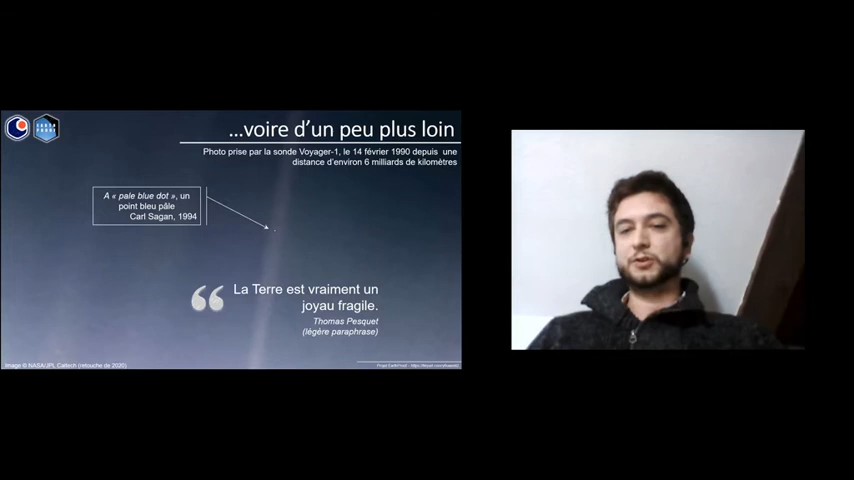 …voire d'un peu plus loin
Photo prise par la sonde Voyager-1, le 14 février 1990 depuis une
distance d'environ 6 milliards de kilomètres
A « pale blue dot », un
point bleu pâle
Carl Sagan, 1994
“ La Terre est vraiment un
joyau fragile.
Thomas Pesquet
(légère paraphrase)
Image © NASA/JPL Caltech (retouche de 2020)